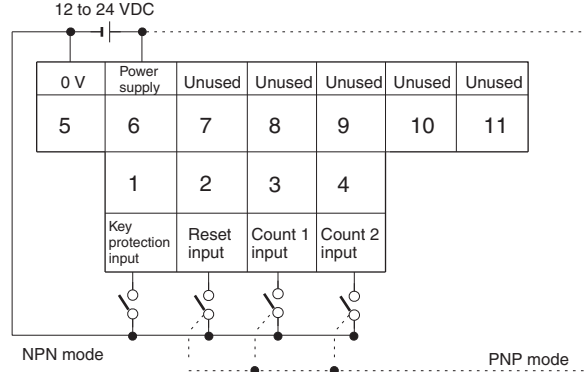 12 to 24 VDC
0 V
Power
supply
Unused
Unused
Unused
Unused
Unused
5
6
7
8
9
10
11
1
2
3
4
Key
protection
input
Reset
input
Count 1
input
Count 2
input
NPN mode
PNP mode